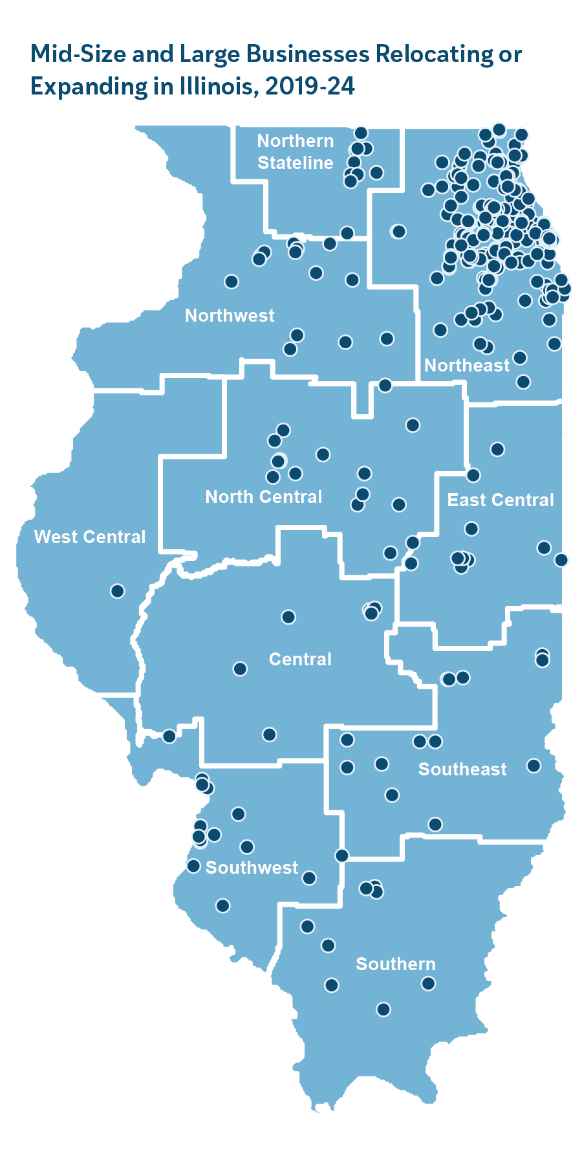 Mid-Size and Large Businesses Relocating or
Expanding in Illinois, 2019-24
Northern
Stateline
Northwest
Northeast
North Central
East Central
West Central
Central
Southeast
Southwest
Southern